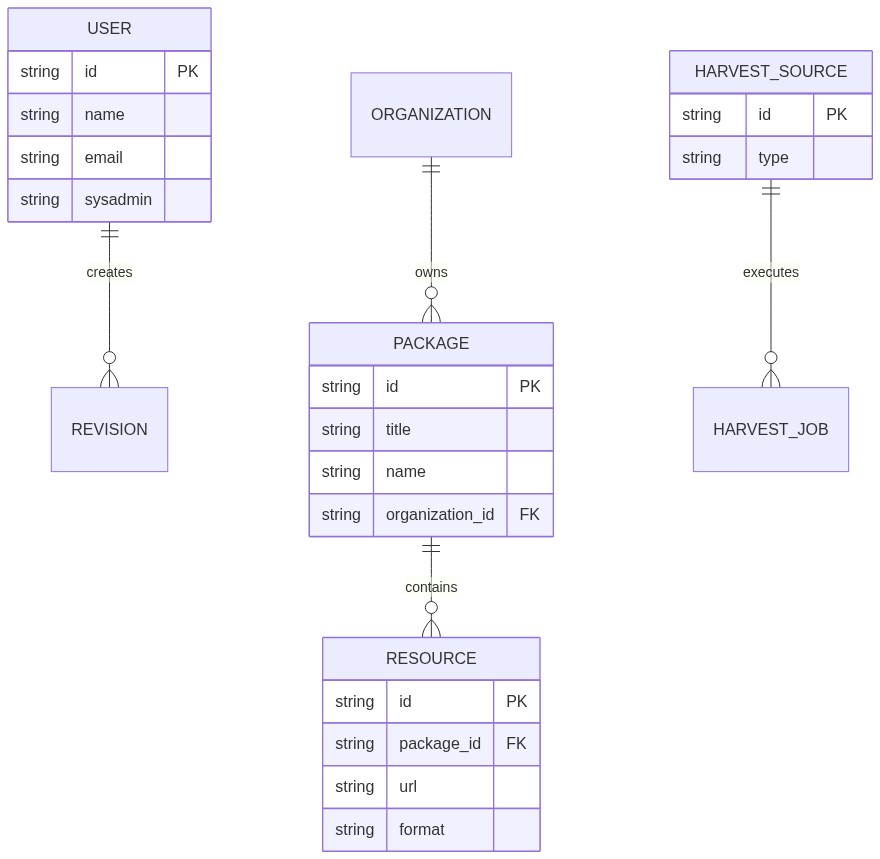 USER
string id PK
string name
string email
string sysadmin
creates
REVISION
ORGANIZATION
owns
PACKAGE
string id PK
string title
string name
string organization_id FK
contains
RESOURCE
string id PK
string package_id FK
string url
string format
HARVEST_SOURCE
string id PK
string type
executes
HARVEST_JOB